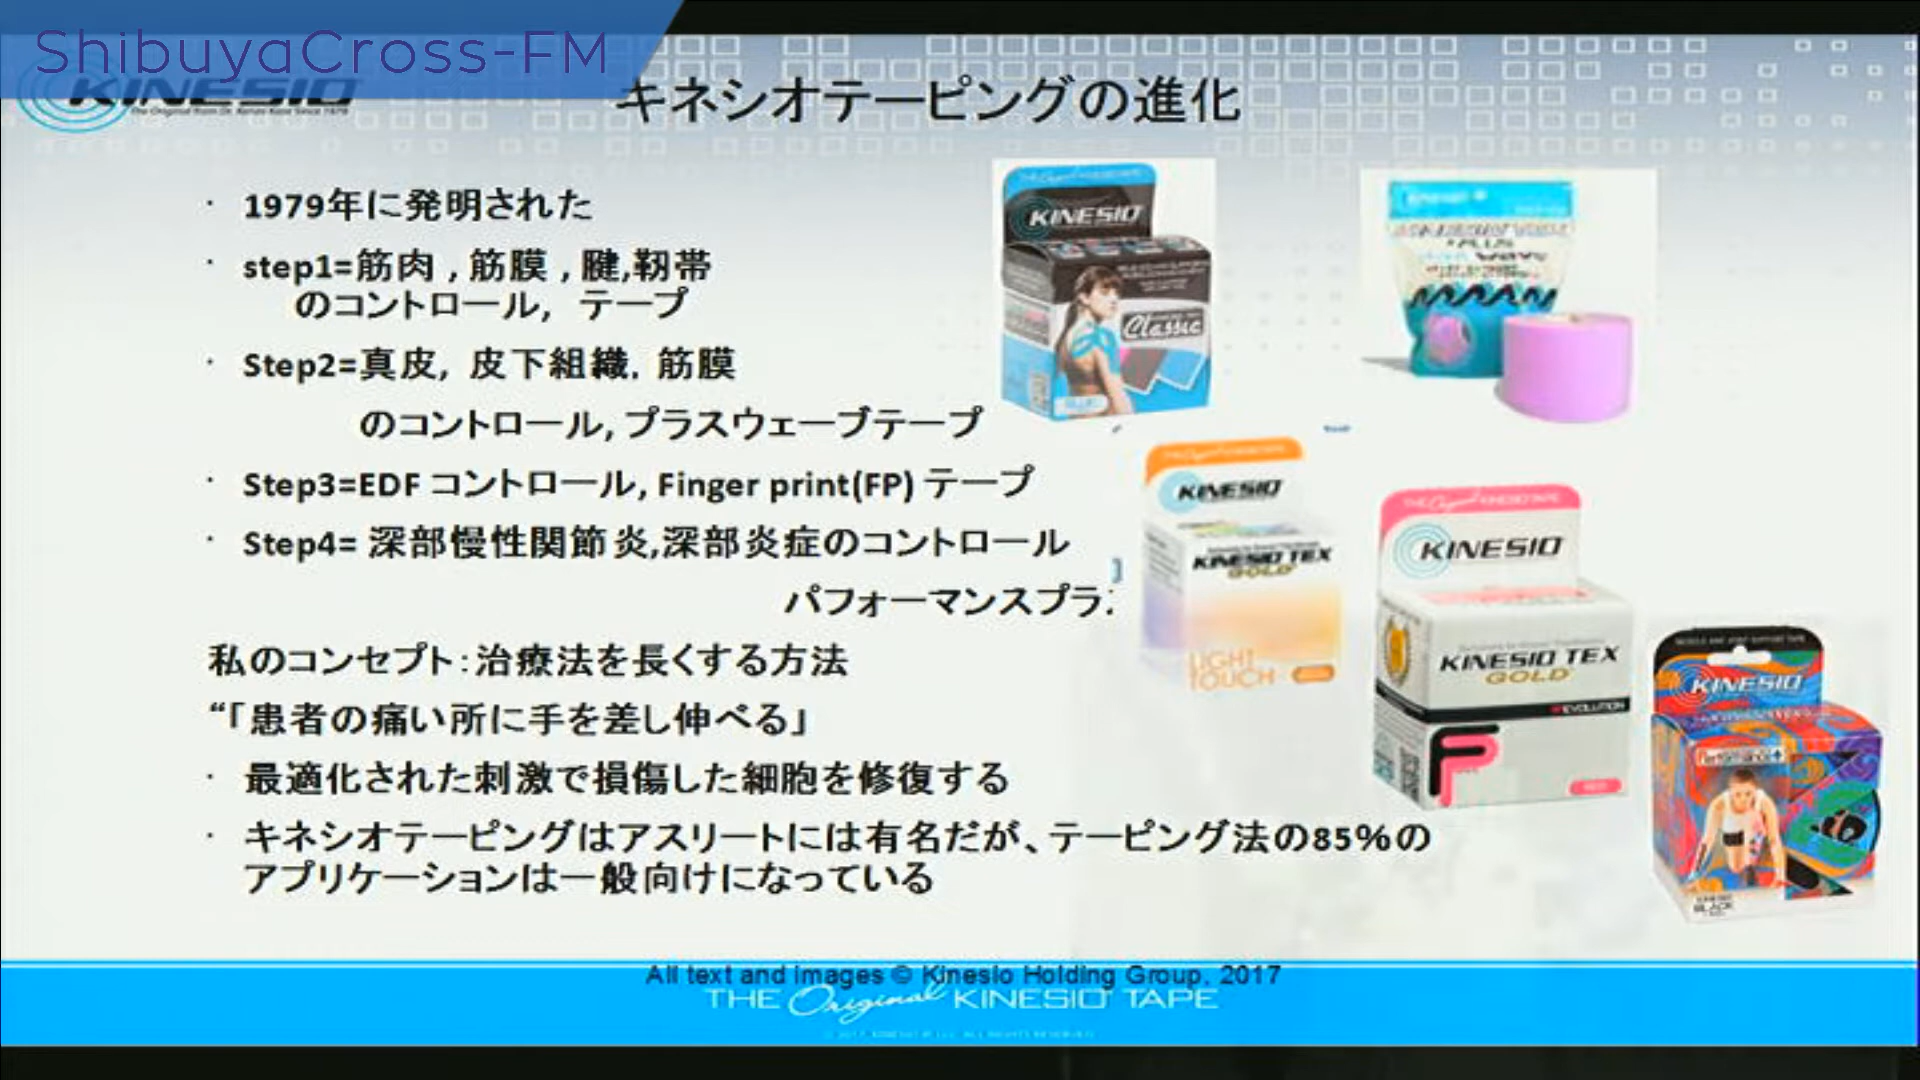 ShibuyaCross-FM
KINESIO
キネシオテーピングの進化
· 1979年に発明された
· step1=筋肉 , 筋膜 , 腱,靭帯
のコントロール, テープ
· Step2=真皮, 皮下組織, 筋膜
のコントロール, プラスウェーブテープ
· Step3=EDF コントロール, Finger print(FP) テープ
· Step4= 深部慢性関節炎,深部炎症のコントロール
パフォーマンスプラ
私のコンセプト:治療法を長くする方法
“「患者の痛い所に手を差し伸べる」
· 最適化された刺激で損傷した細胞を修復する
· キネシオテーピングはアスリートには有名だが、テーピング法の85%の
アプリケーションは一般向けになっている
KINESIO
Classic
KINESIO
KINESIO TEX
GOLD
LIGHT
TOUCH
THE Original KINESIO TAPE
KINESIO
KINESIO TEX
GOLD
REVOLUTION
KINESIO
Performance+
BLACK
All text and images © Kinesio Holding Group, 2017
THE Original KINESIO TAPE